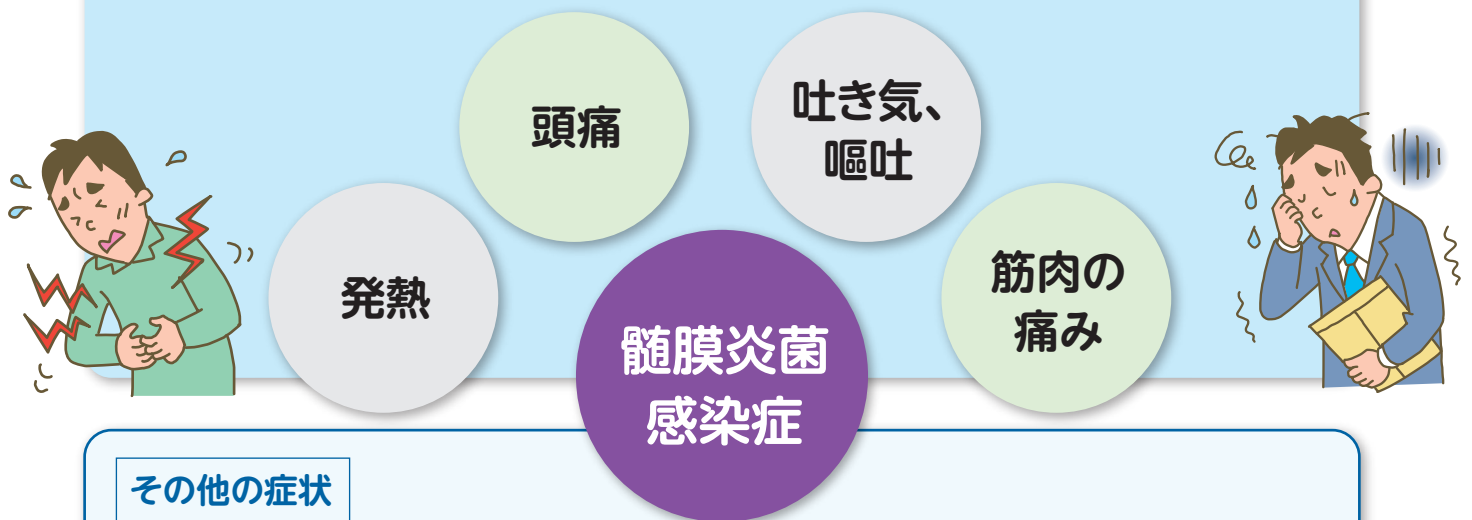 頭痛
吐き気、
嘔吐
発熱
筋肉の
痛み
髄膜炎菌
感染症
その他の症状